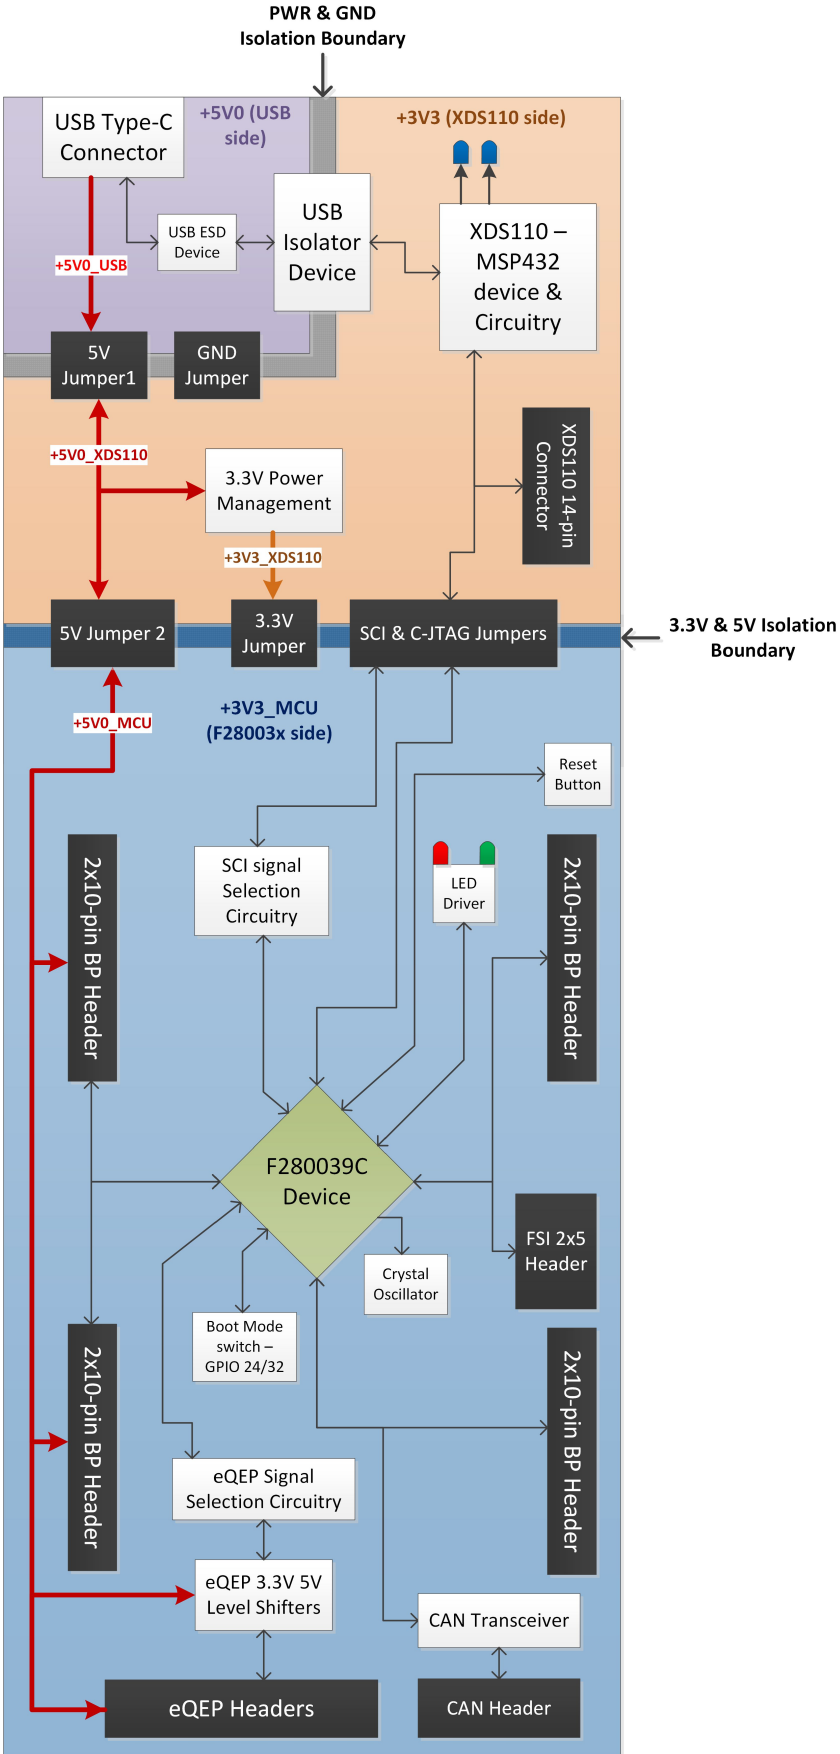 PWR & GND
Isolation Boundary
USB Type-C
Connector
+5V0 (USB
side)
+3V3 (XDS110 side)
USB ESD
Device
USB
Isolator
Device
XDS110 –
MSP432
device &
Circuitry
+5V0_USB
5V
Jumper1
GND
Jumper
+5V0_XDS110
3.3V Power
Management
XDS110 14-pin
Connector
+3V3_XDS110
5V Jumper 2
3.3V
Jumper
SCI & C-JTAG Jumpers
3.3V & 5V Isolation
Boundary
+5V0_MCU
+3V3_MCU
(F28003x side)
Reset
Button
2x10-pin BP Header
SCI signal
Selection
Circuitry
LED
Driver
2x10-pin BP Header
F280039C
Device
FSI 2x5
Header
Crystal
Oscillator
Boot Mode
switch –
GPIO 24/32
2x10-pin BP Header
2x10-pin BP Header
eQEP Signal
Selection Circuitry
eQEP 3.3V 5V
Level Shifters
CAN Transceiver
eQEP Headers
CAN Header